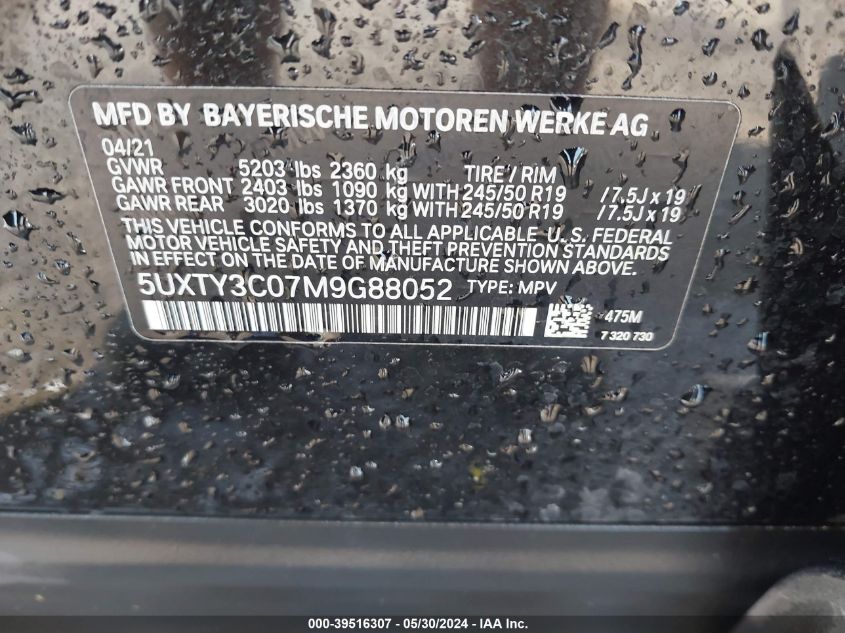 MFD BY BAYERISCHE MOTOREN WERKE AG
04/21
GVWR 5203 lbs 2360 kg TIRE / RIM
GAWR FRONT 2403 lbs 1090 kg WITH 245/50 R19 / 7.5J x 19
GAWR REAR 3020 lbs 1370 kg WITH 245/50 R19 / 7.5J x 19
THIS VEHICLE CONFORMS TO ALL APPLICABLE U.S. FEDERAL
MOTOR VEHICLE SAFETY AND THEFT PREVENTION STANDARDS
IN EFFECT ON THE DATE OF MANUFACTURE SHOWN ABOVE.
5UXTY3C07M9G88052 TYPE: MPV
475M
7 320 730
000-39516307 - 05/30/2024 - IAA Inc.